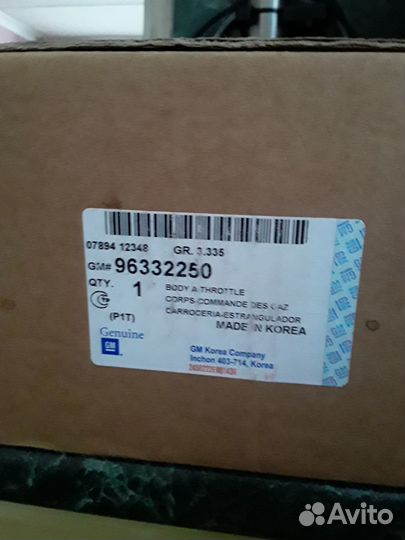 07894 12348 GR. 3.335
GM# 96332250
QTY. 1 BODY A-THROTTLE
CORPS-COMMANDE DES GAZ
CARROCERIA-ESTRANGULADOR
(P1T) MADE IN KOREA
Genuine
GM
GM Korea Company
Inchon 403-714, Korea
Avito